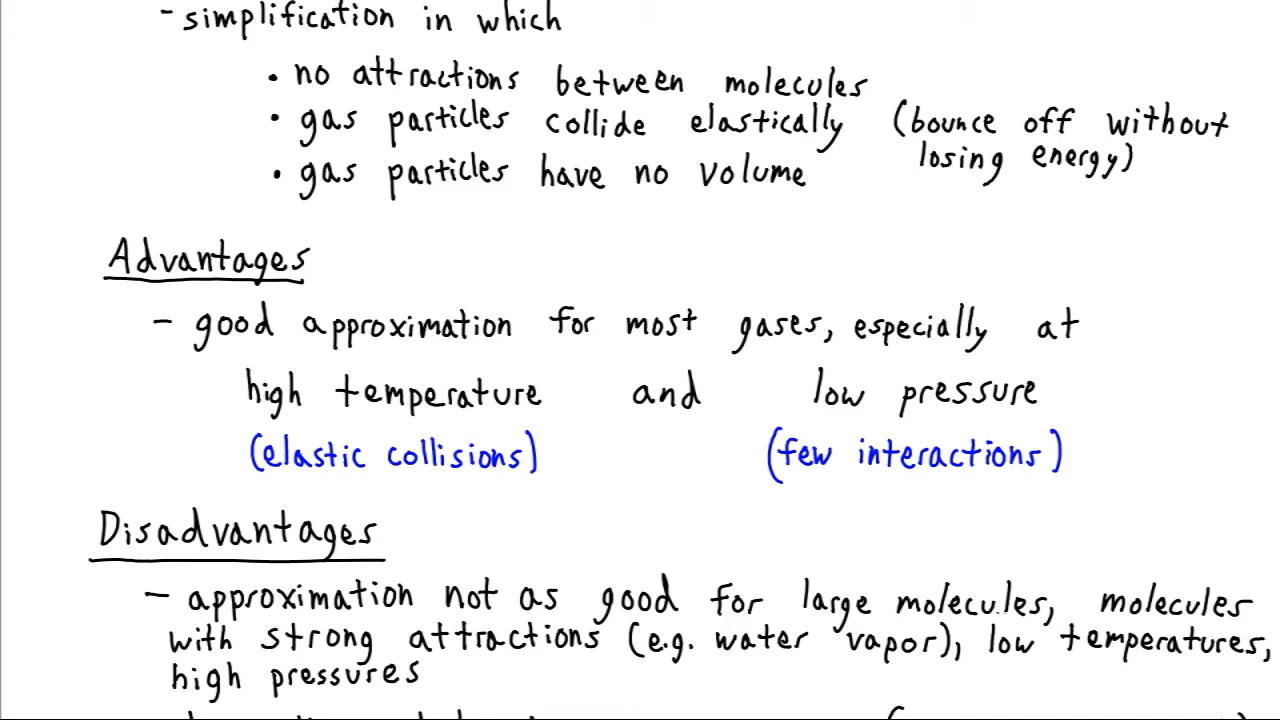 - simplification in which
• no attractions between molecules
• gas particles collide elastically (bounce off without
losing energy)
• gas particles have no volume
Advantages
- good approximation for most gases, especially at
high temperature and low pressure
(elastic collisions) (few interactions)
Disadvantages
- approximation not as good for large molecules, molecules
with strong attractions (e.g. water vapor), low temperatures,
high pressures